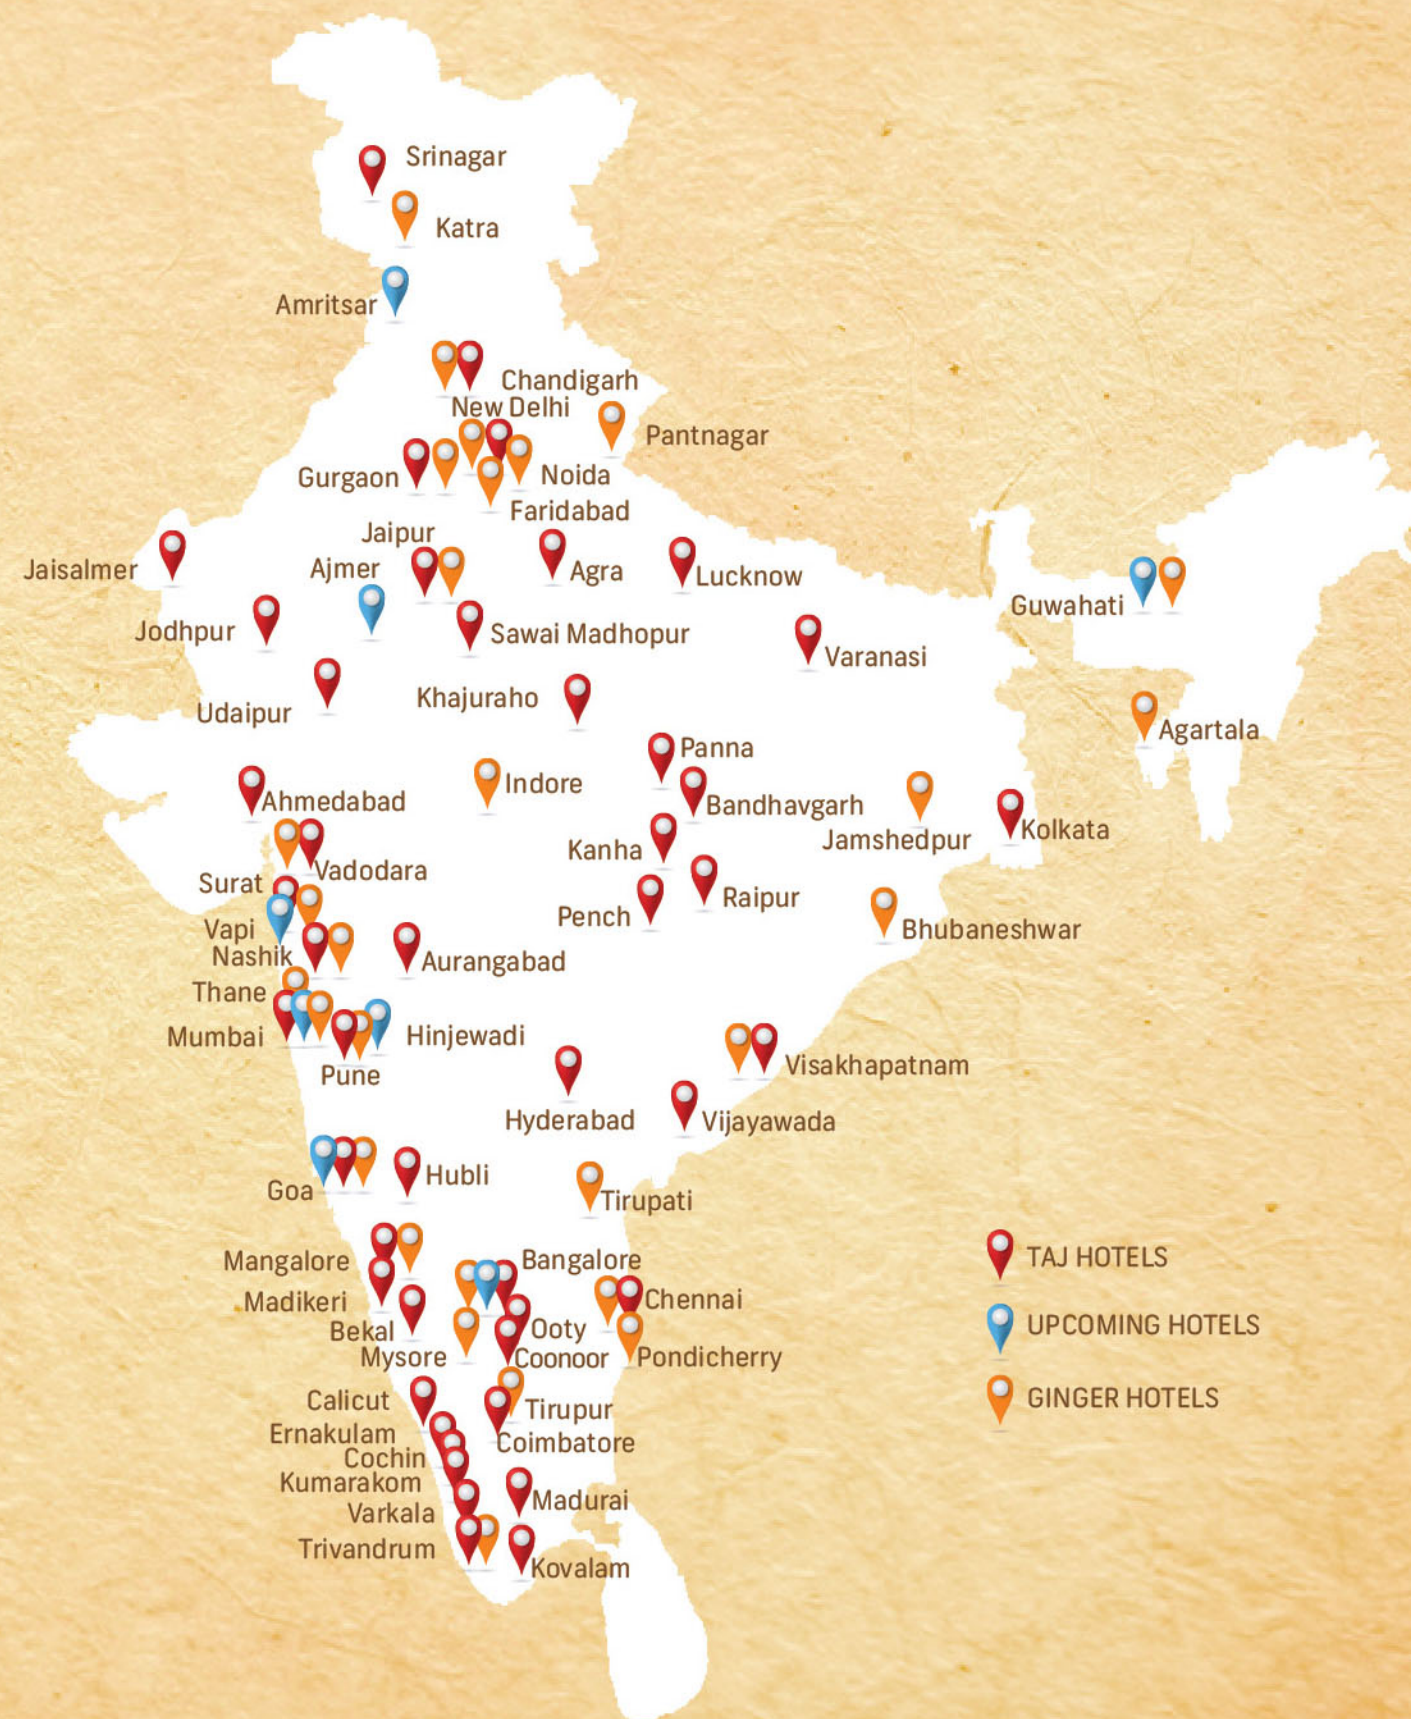 Srinagar
Katra
Amritsar
Chandigarh
New Delhi
Pantnagar
Gurgaon
Noida
Faridabad
Jaipur
Jaisalmer
Ajmer
Agra
Lucknow
Guwahati
Jodhpur
Sawai Madhopur
Varanasi
Khajuraho
Udaipur
Agartala
Panna
Indore
Ahmedabad
Bandhavgarh
Kolkata
Jamshedpur
Kanha
Vadodara
Surat
Raipur
Pench
Vapi
Bhubaneshwar
Nashik
Aurangabad
Thane
Mumbai
Hinjewadi
Visakhapatnam
Pune
Hyderabad
Vijayawada
Hubli
Goa
Tirupati
Mangalore
Bangalore
TAJ HOTELS
Madikeri
Chennai
Bekal
Ooty
UPCOMING HOTELS
Mysore
Coonoor
Pondicherry
Calicut
GINGER HOTELS
Tirupur
Ernakulam
Coimbatore
Cochin
Kumarakom
Madurai
Varkala
Trivandrum
Kovalam